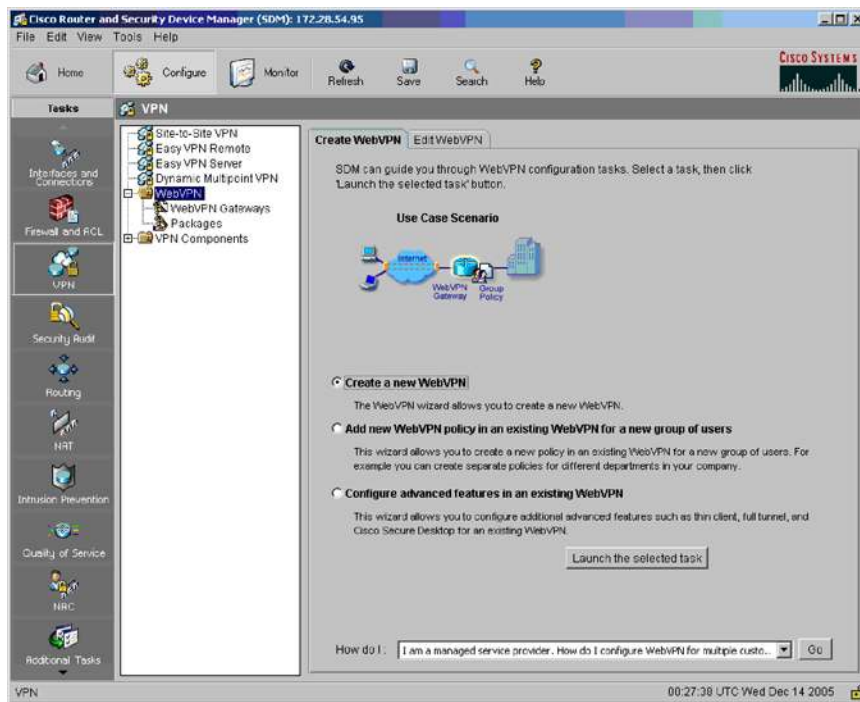 Cisco Router and Security Device Manager (SDM): 172.28.54.95
File Edit View Tools Help
Home Configure Monitor Refresh Save Search Help
CISCO SYSTEMS
Tasks
VPN
Interfaces and Connections
Firewall and ACL
VPN
Security Audit
Routing
NAT
Intrusion Prevention
Quality of Service
NAC
Additional Tasks
Site-to-Site VPN
Easy VPN Remote
Easy VPN Server
Dynamic Multipoint VPN
WebVPN
WebVPN Gateways
Packages
VPN Components
Create WebVPN Edit WebVPN
SDM can guide you through WebVPN configuration tasks. Select a task, then click
'Launch the selected task' button.
Use Case Scenario
Internet
WebVPN Gateway
Group Policy
Create a new WebVPN
The WebVPN wizard allows you to create a new WebVPN.
Add new WebVPN policy in an existing WebVPN for a new group of users
This wizard allows you to create a new policy in an existing WebVPN for a new group of users. For
example you can create separate policies for different departments in your company.
Configure advanced features in an existing WebVPN
This wizard allows you to configure additional advanced features such as thin client, full tunnel, and
Cisco Secure Desktop for an existing WebVPN.
Launch the selected task
How do I: I am a managed service provider. How do I configure WebVPN for multiple custo... Go
VPN
00:27:38 UTC Wed Dec 14 2005